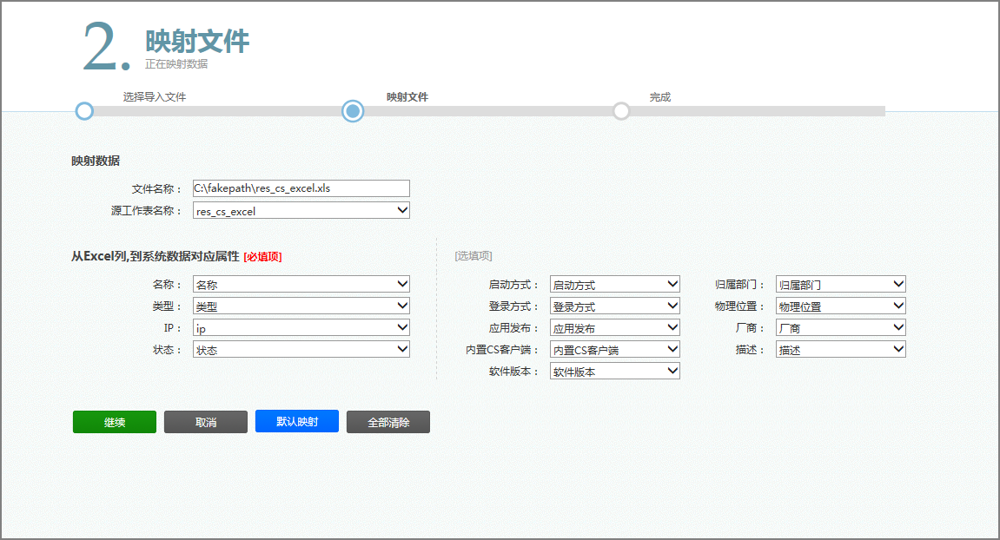 2. 映射文件
正在映射数据
选择导入文件 映射文件 完成
映射数据
文件名称： C:\fakepath\res_cs_excel.xls
源工作表名称： res_cs_excel
从Excel列,到系统数据对应属性 [必填项] [选填项]
名称： 名称 启动方式： 启动方式 归属部门： 归属部门
类型： 类型 登录方式： 登录方式 物理位置： 物理位置
IP： ip 应用发布： 应用发布 厂商： 厂商
状态： 状态 内置CS客户端： 内置CS客户端 描述： 描述
软件版本： 软件版本
继续 取消 默认映射 全部清除